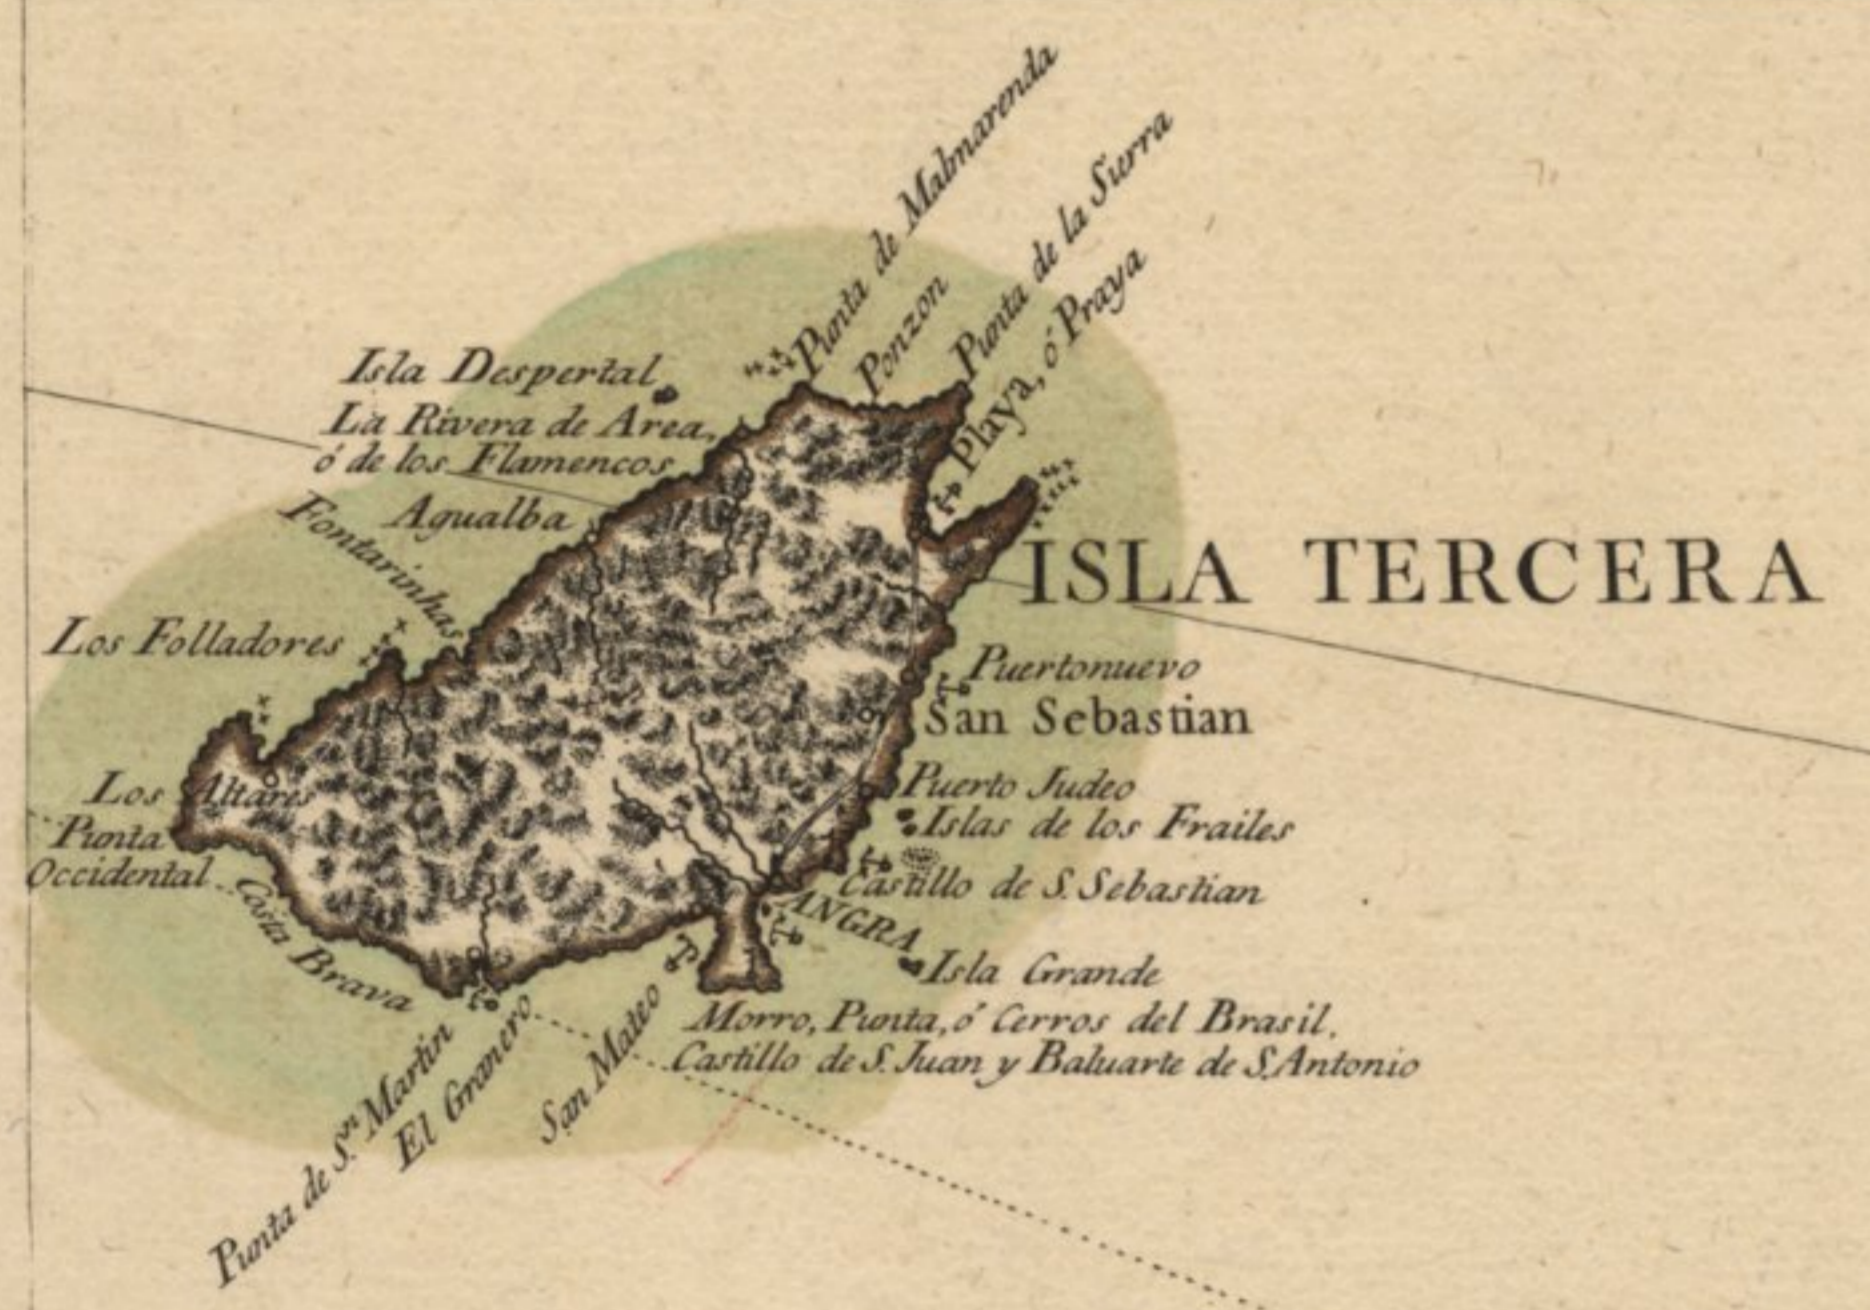 Punta de Malmarenda
Punta de la Sierra
Ponzon
Playa, ó Praya
Isla Despertal
La Rivera de Area,
ó de los Flamencos
Agualba
Fontarinhas
ISLA TERCERA
Los Folladores
Puertonuevo
San Sebastian
Los Altares
Puerto Judeo
Islas de los Frailes
Punta
Occidental
Castillo de S. Sebastian
Costa Brava
ANGRA
Isla Grande
Morro, Punta, ó Cerros del Brasil.
Castillo de S. Juan y Baluarte de S. Antonio
Punta de S.n Martin
El Granero
San Mateo